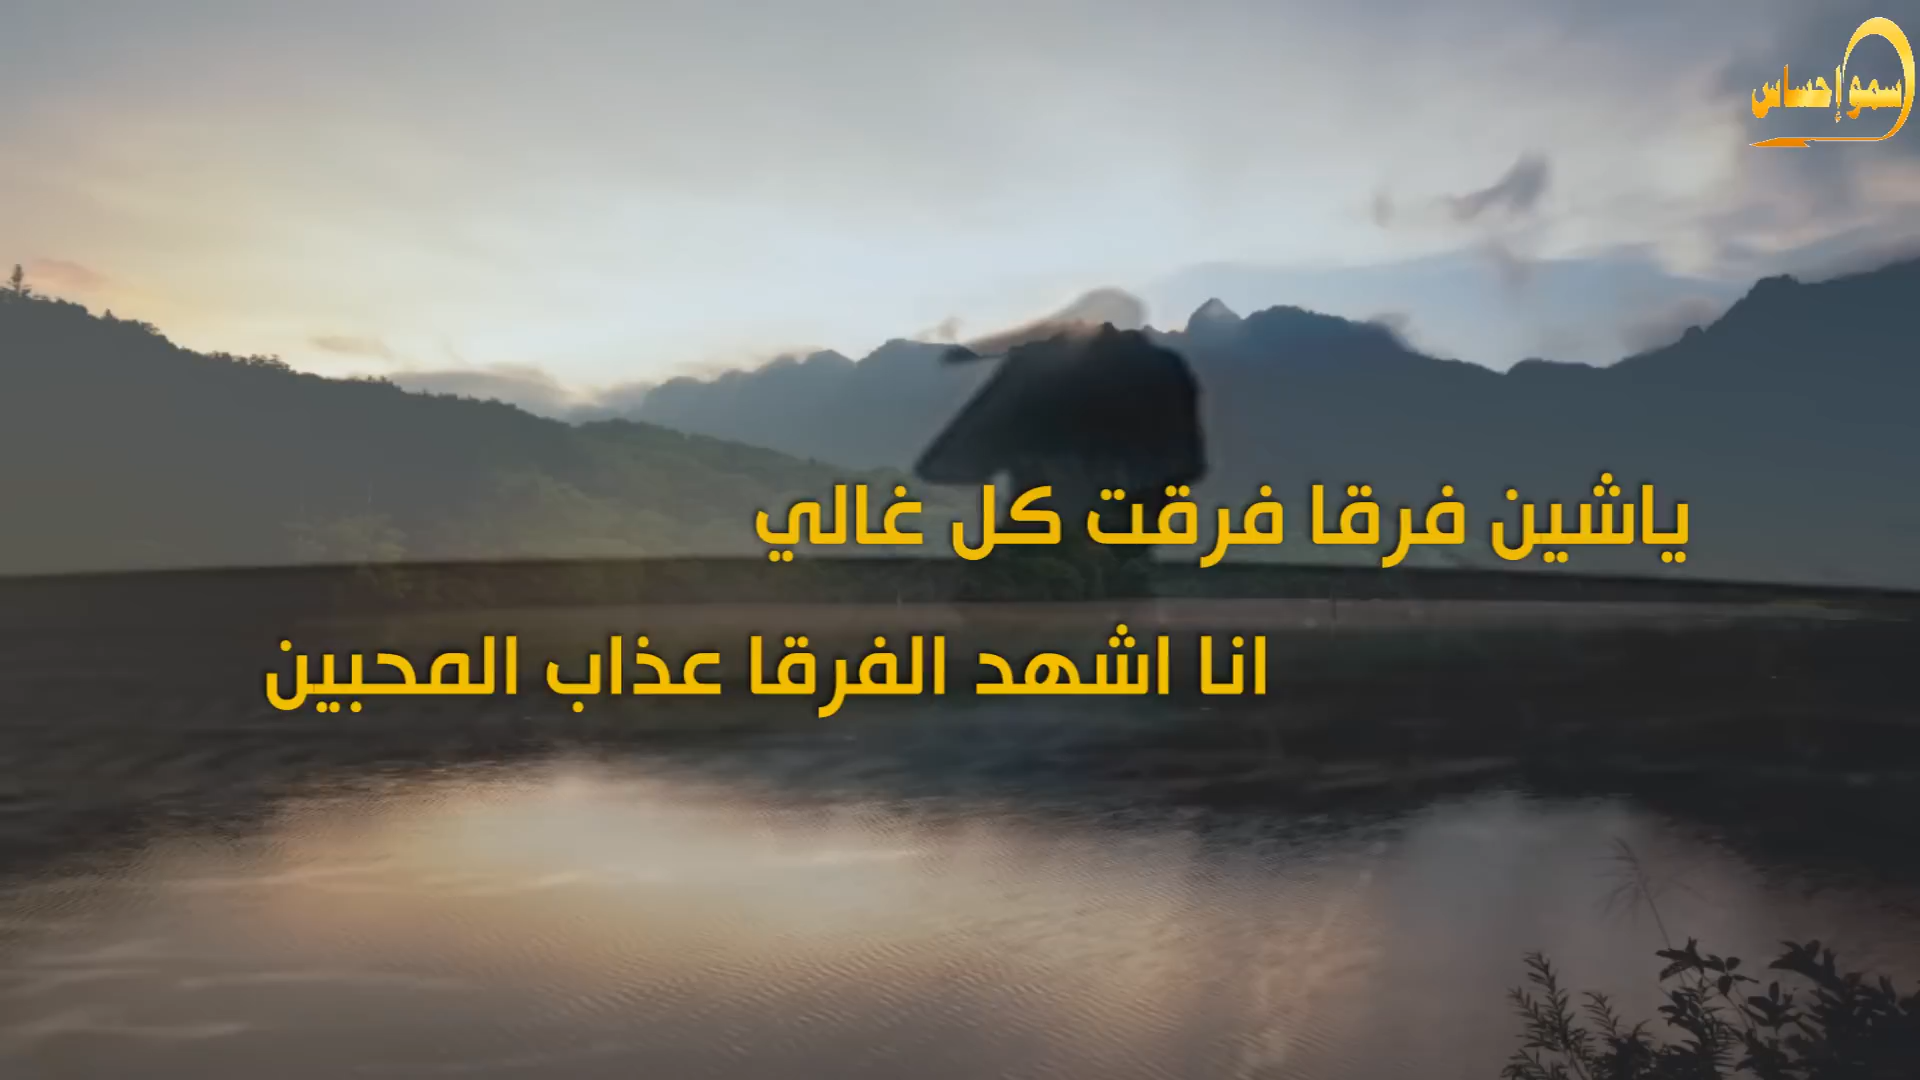 سمو إحساس
ياشين فرقا فرقت كل غالي
انا اشهد الفرقا عذاب المحبين